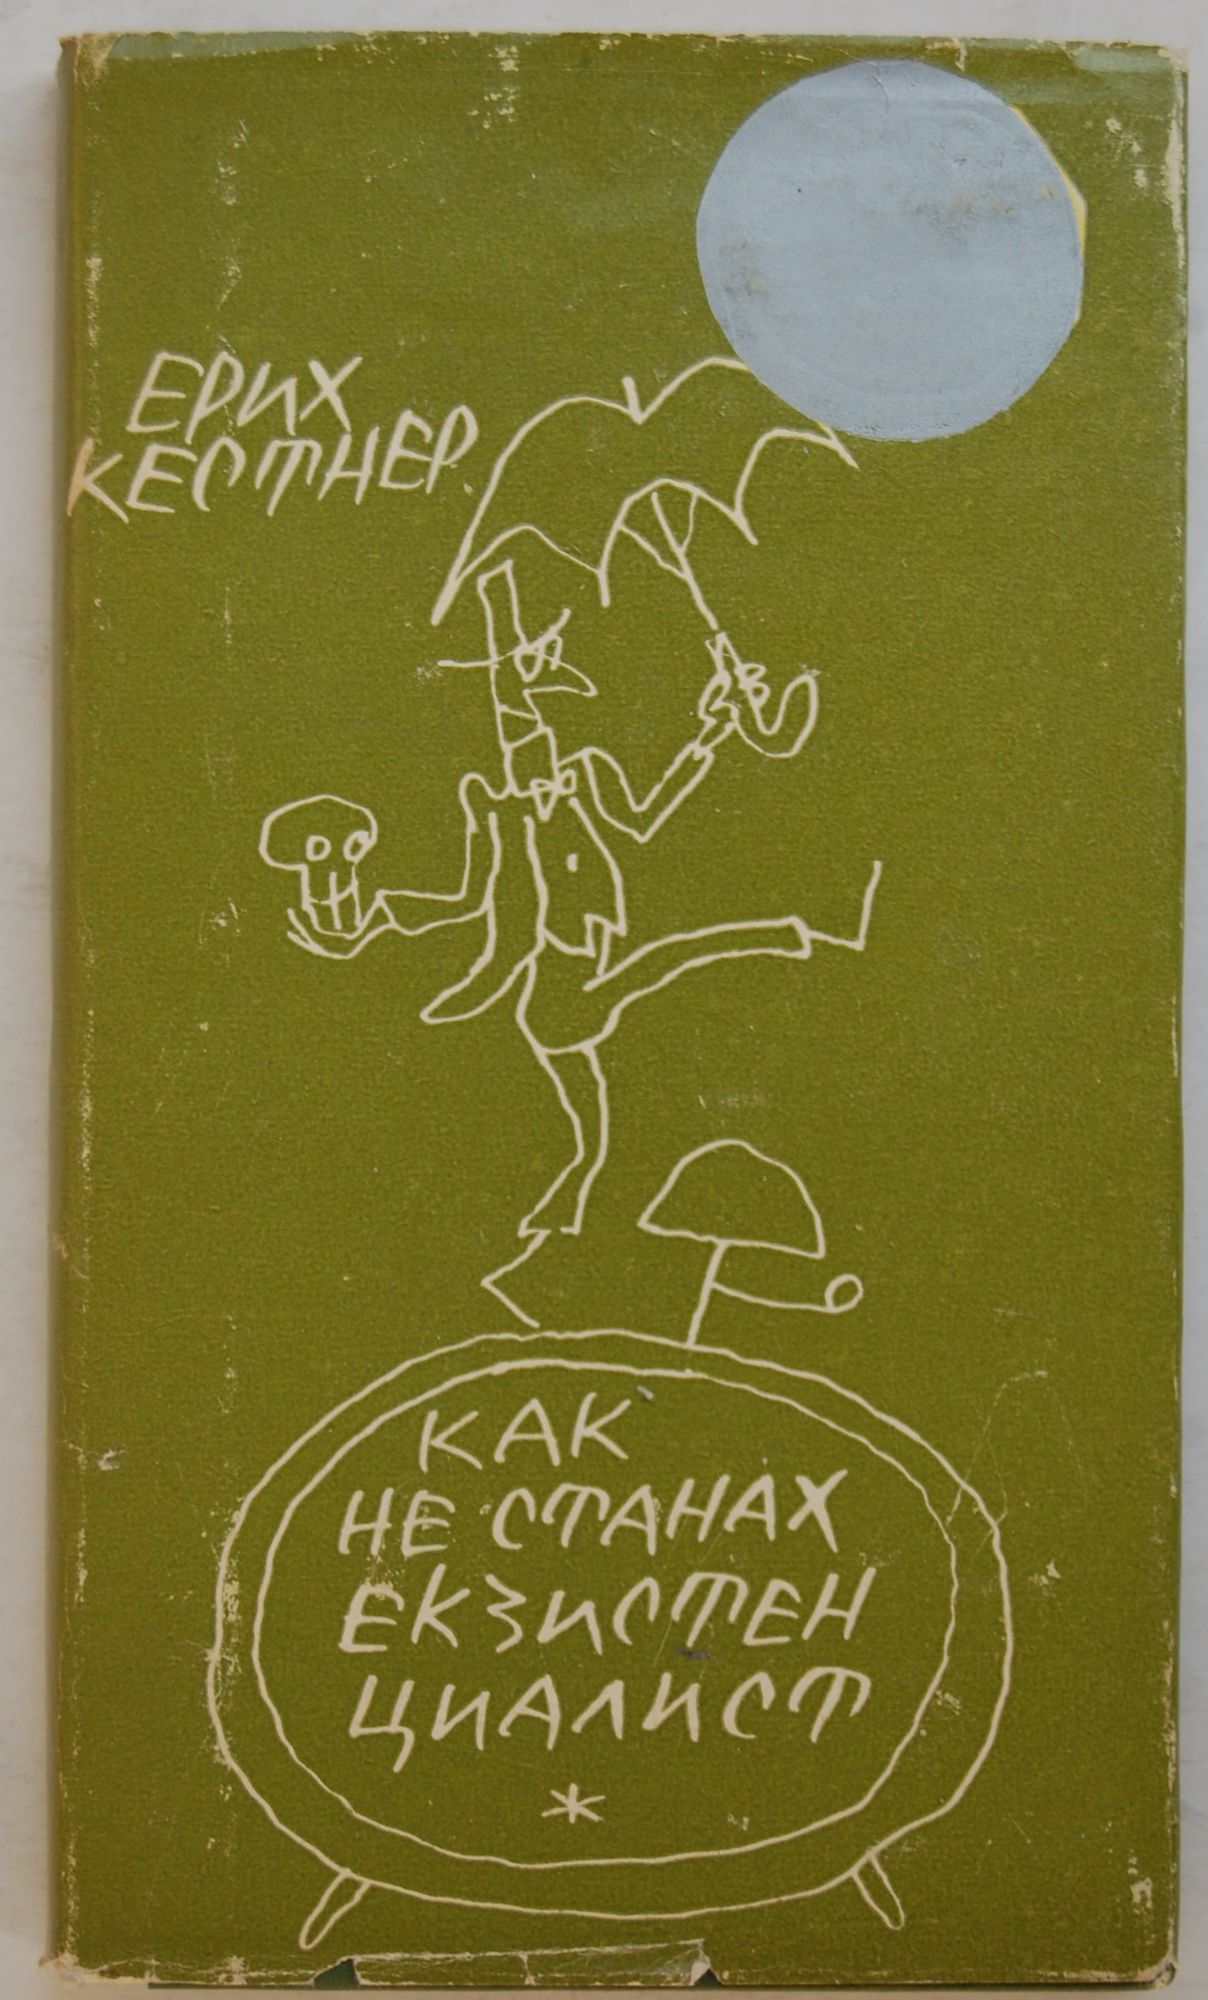 ЕРИХ
КЕСТНЕР
КАК
НЕ СТАНАХ
ЕКЗИСТЕН
ЦИАЛИСТ
*